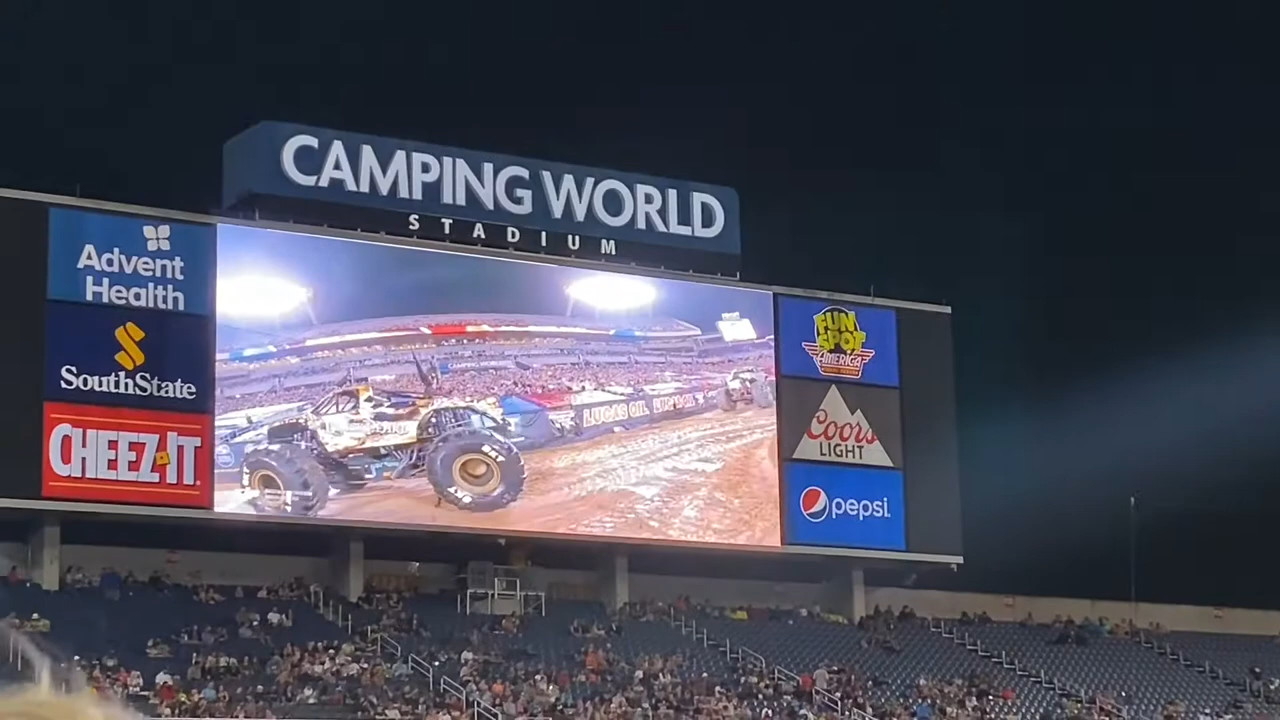 CAMPING WORLD
STADIUM
Advent
Health
SouthState
CHEEZ-IT
LUCAS OIL
FUN
SPOT
AMERICA
Coors
LIGHT
pepsi